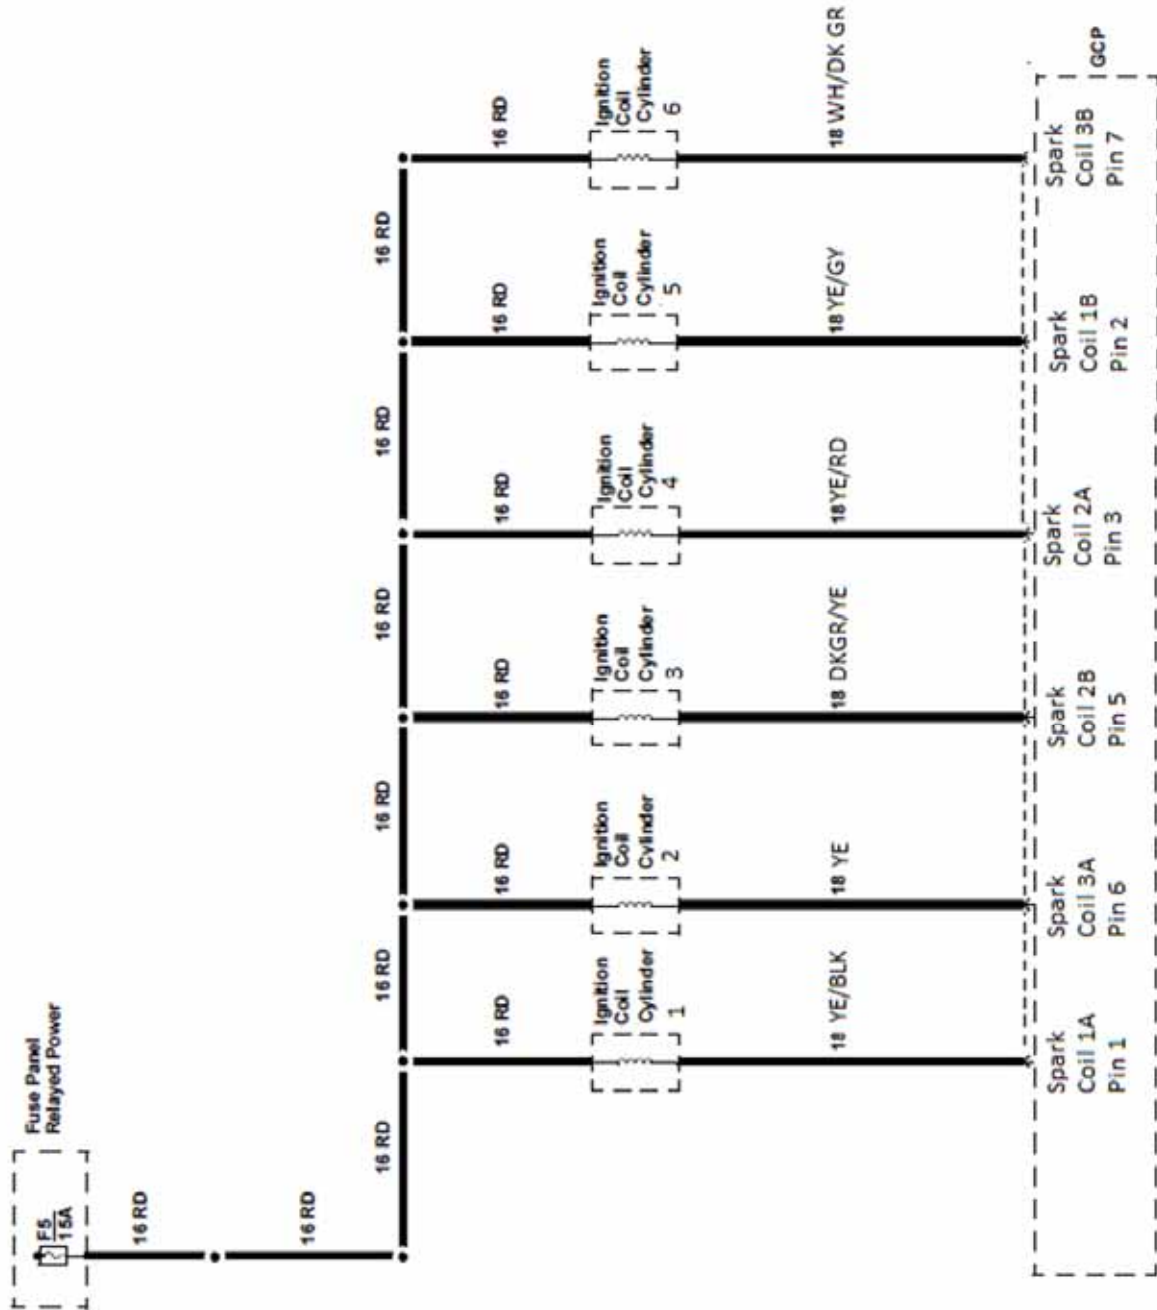 Fuse Panel
Relayed Power
F5
15A
16 RD
16 RD
16 RD
16 RD
16 RD
16 RD
16 RD
16 RD
16 RD
16 RD
16 RD
16 RD
16 RD
16 RD
Ignition
Coil
Cylinder
1
Ignition
Coil
Cylinder
2
Ignition
Coil
Cylinder
3
Ignition
Coil
Cylinder
4
Ignition
Coil
Cylinder
5
Ignition
Coil
Cylinder
6
18 YE/BLK
18 YE
18 DKGR/YE
18YE/RD
18YE/GY
18 WH/DK GR
Spark
Coil 1A
Pin 1
Spark
Coil 3A
Pin 6
Spark
Coil 2B
Pin 5
Spark
Coil 2A
Pin 3
Spark
Coil 1B
Pin 2
Spark
Coil 3B
Pin 7
GCP